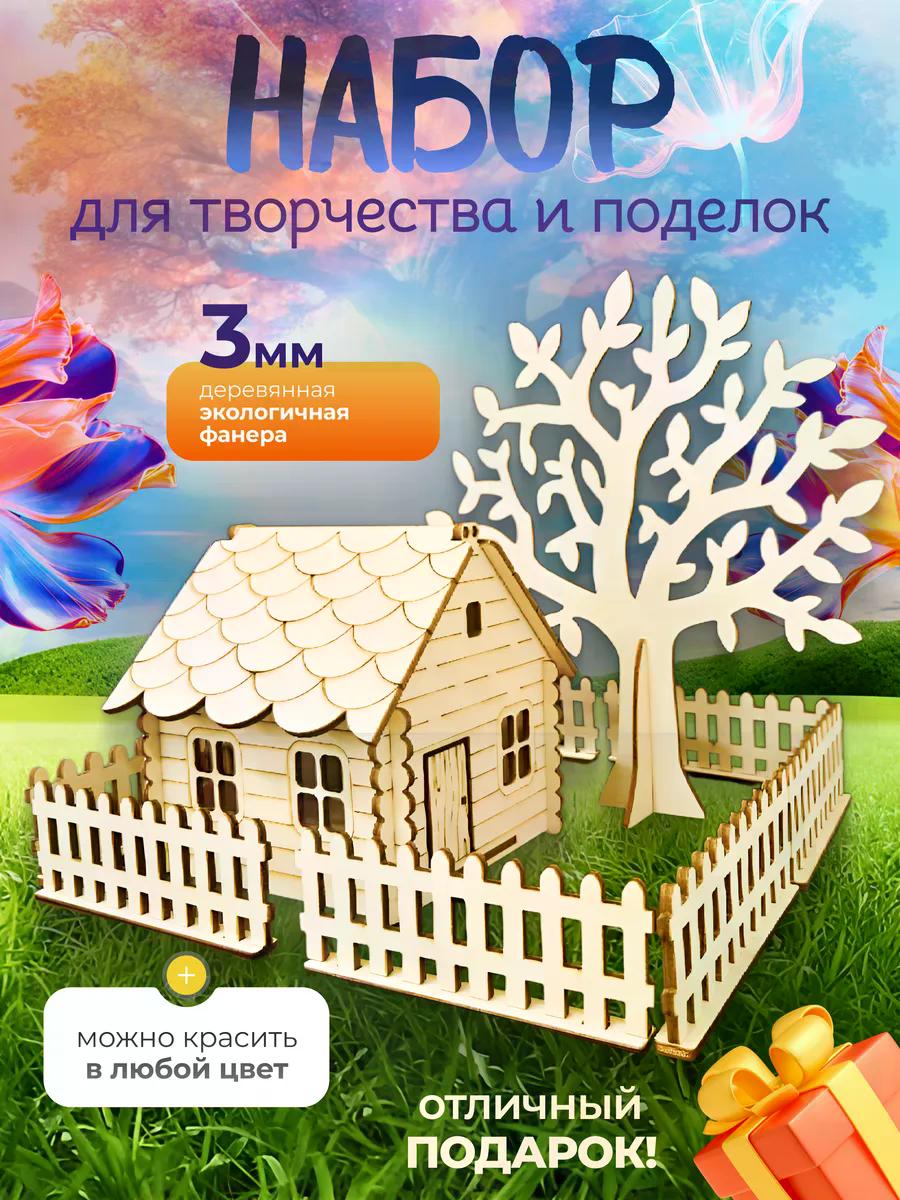 НАБОР
для творчества и поделок
3мм
деревянная
экологичная
фанера
+
можно красить
в любой цвет
ОТЛИЧНЫЙ
ПОДАРОК!